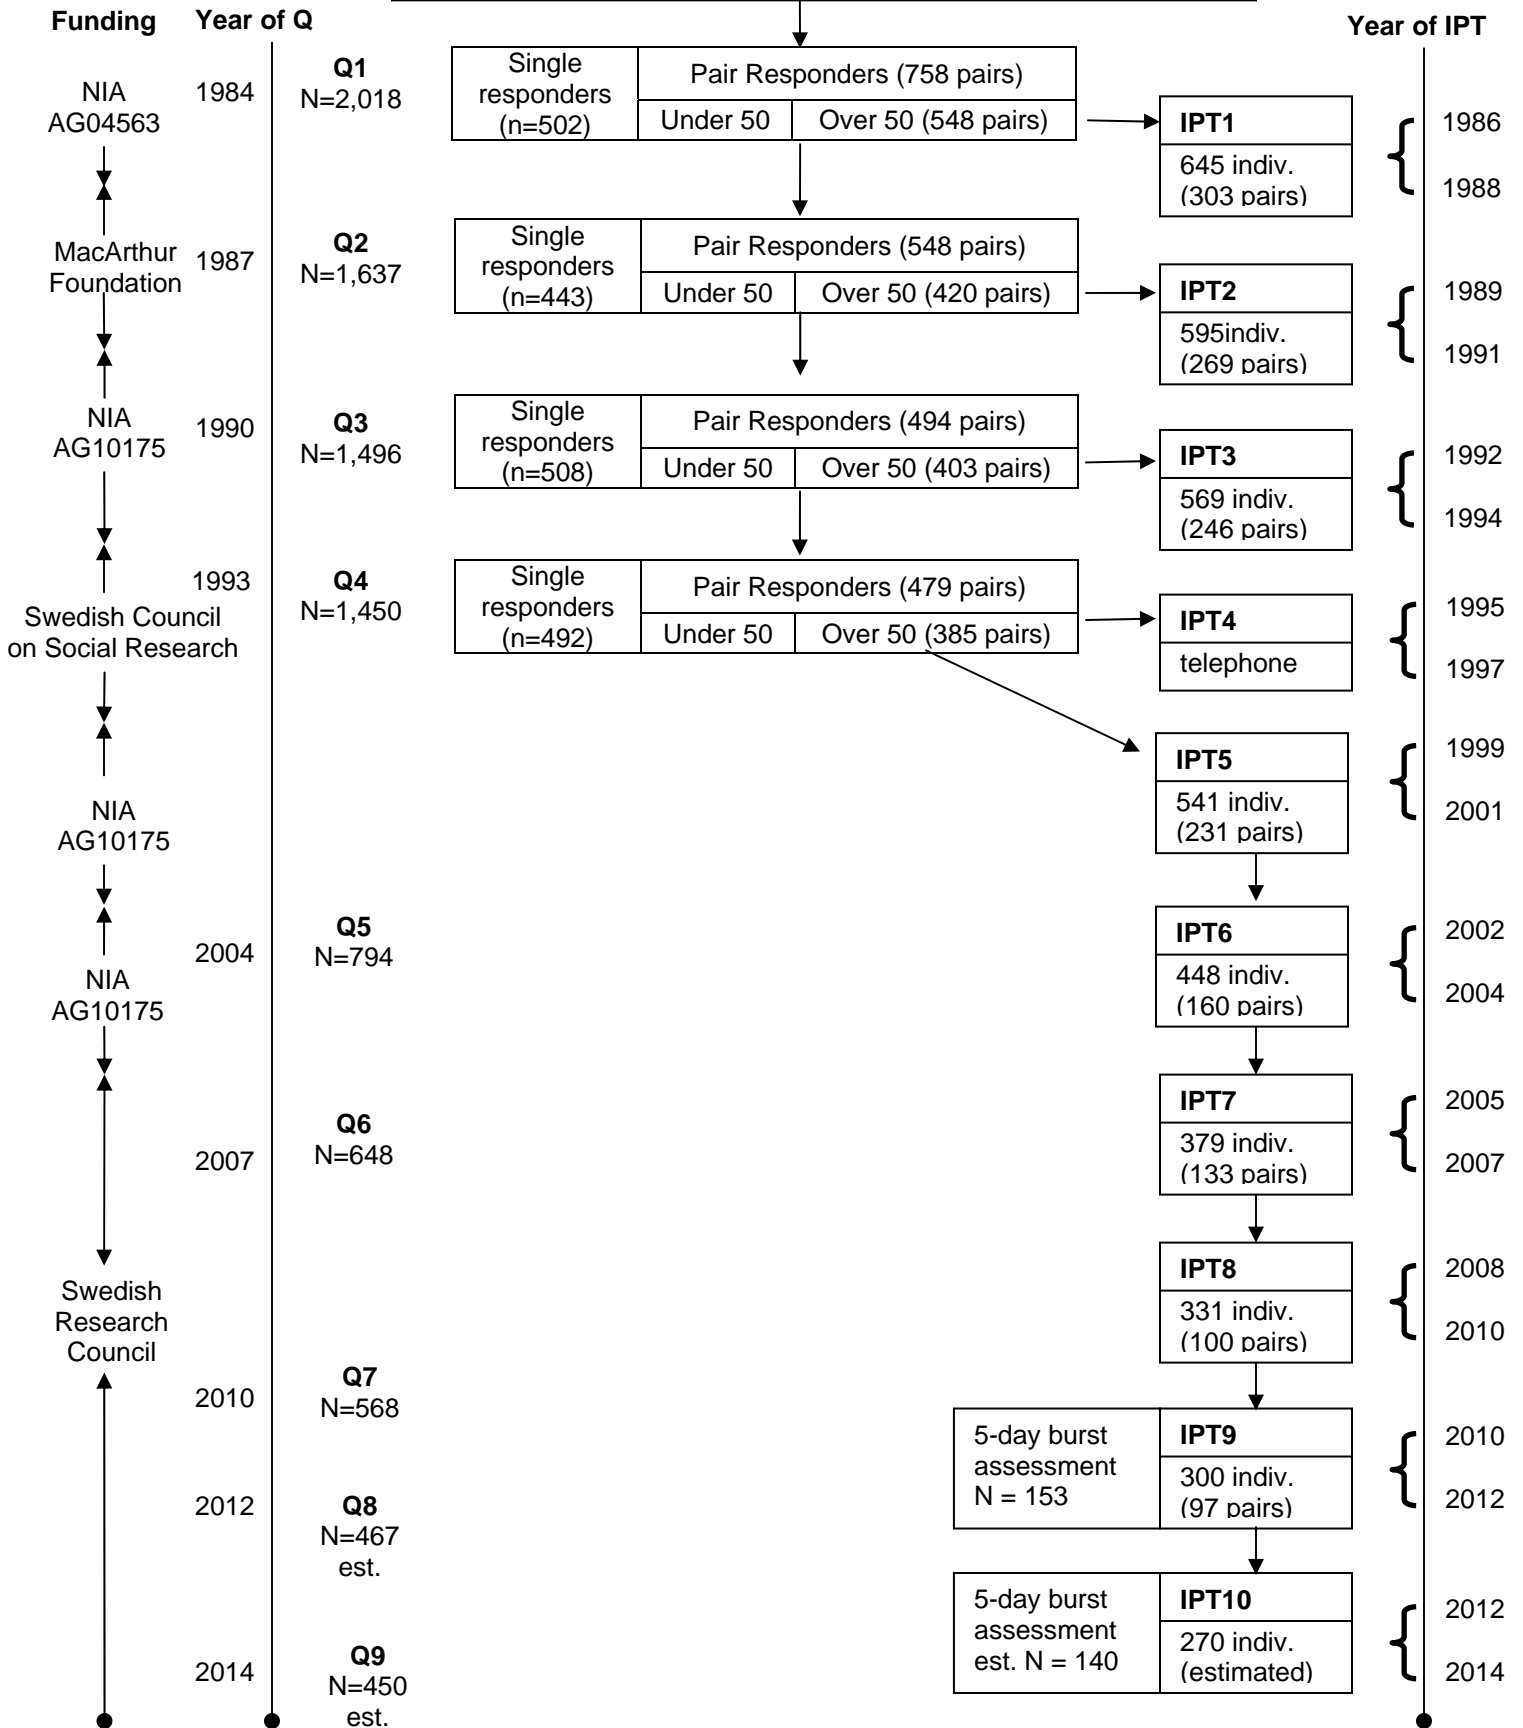 Funding
Year of Q
Year of IPT
NIA
AG04563
1984
Q1
N=2,018
Single
responders
(n=502)
Pair Responders (758 pairs)
Under 50
Over 50 (548 pairs)
IPT1
645 indiv.
(303 pairs)
1986
1988
MacArthur
Foundation
1987
Q2
N=1,637
Single
responders
(n=443)
Pair Responders (548 pairs)
Under 50
Over 50 (420 pairs)
IPT2
595indiv.
(269 pairs)
1989
1991
NIA
AG10175
1990
Q3
N=1,496
Single
responders
(n=508)
Pair Responders (494 pairs)
Under 50
Over 50 (403 pairs)
IPT3
569 indiv.
(246 pairs)
1992
1994
Swedish Council
on Social Research
1993
Q4
N=1,450
Single
responders
(n=492)
Pair Responders (479 pairs)
Under 50
Over 50 (385 pairs)
IPT4
telephone
1995
1997
NIA
AG10175
IPT5
541 indiv.
(231 pairs)
1999
2001
NIA
AG10175
2004
Q5
N=794
IPT6
448 indiv.
(160 pairs)
2002
2004
2007
Q6
N=648
IPT7
379 indiv.
(133 pairs)
2005
2007
Swedish
Research
Council
IPT8
331 indiv.
(100 pairs)
2008
2010
2010
Q7
N=568
5-day burst
assessment
N = 153
IPT9
300 indiv.
(97 pairs)
2010
2012
2012
Q8
N=467
est.
5-day burst
assessment
est. N = 140
IPT10
270 indiv.
(estimated)
2012
2014
2014
Q9
N=450
est.